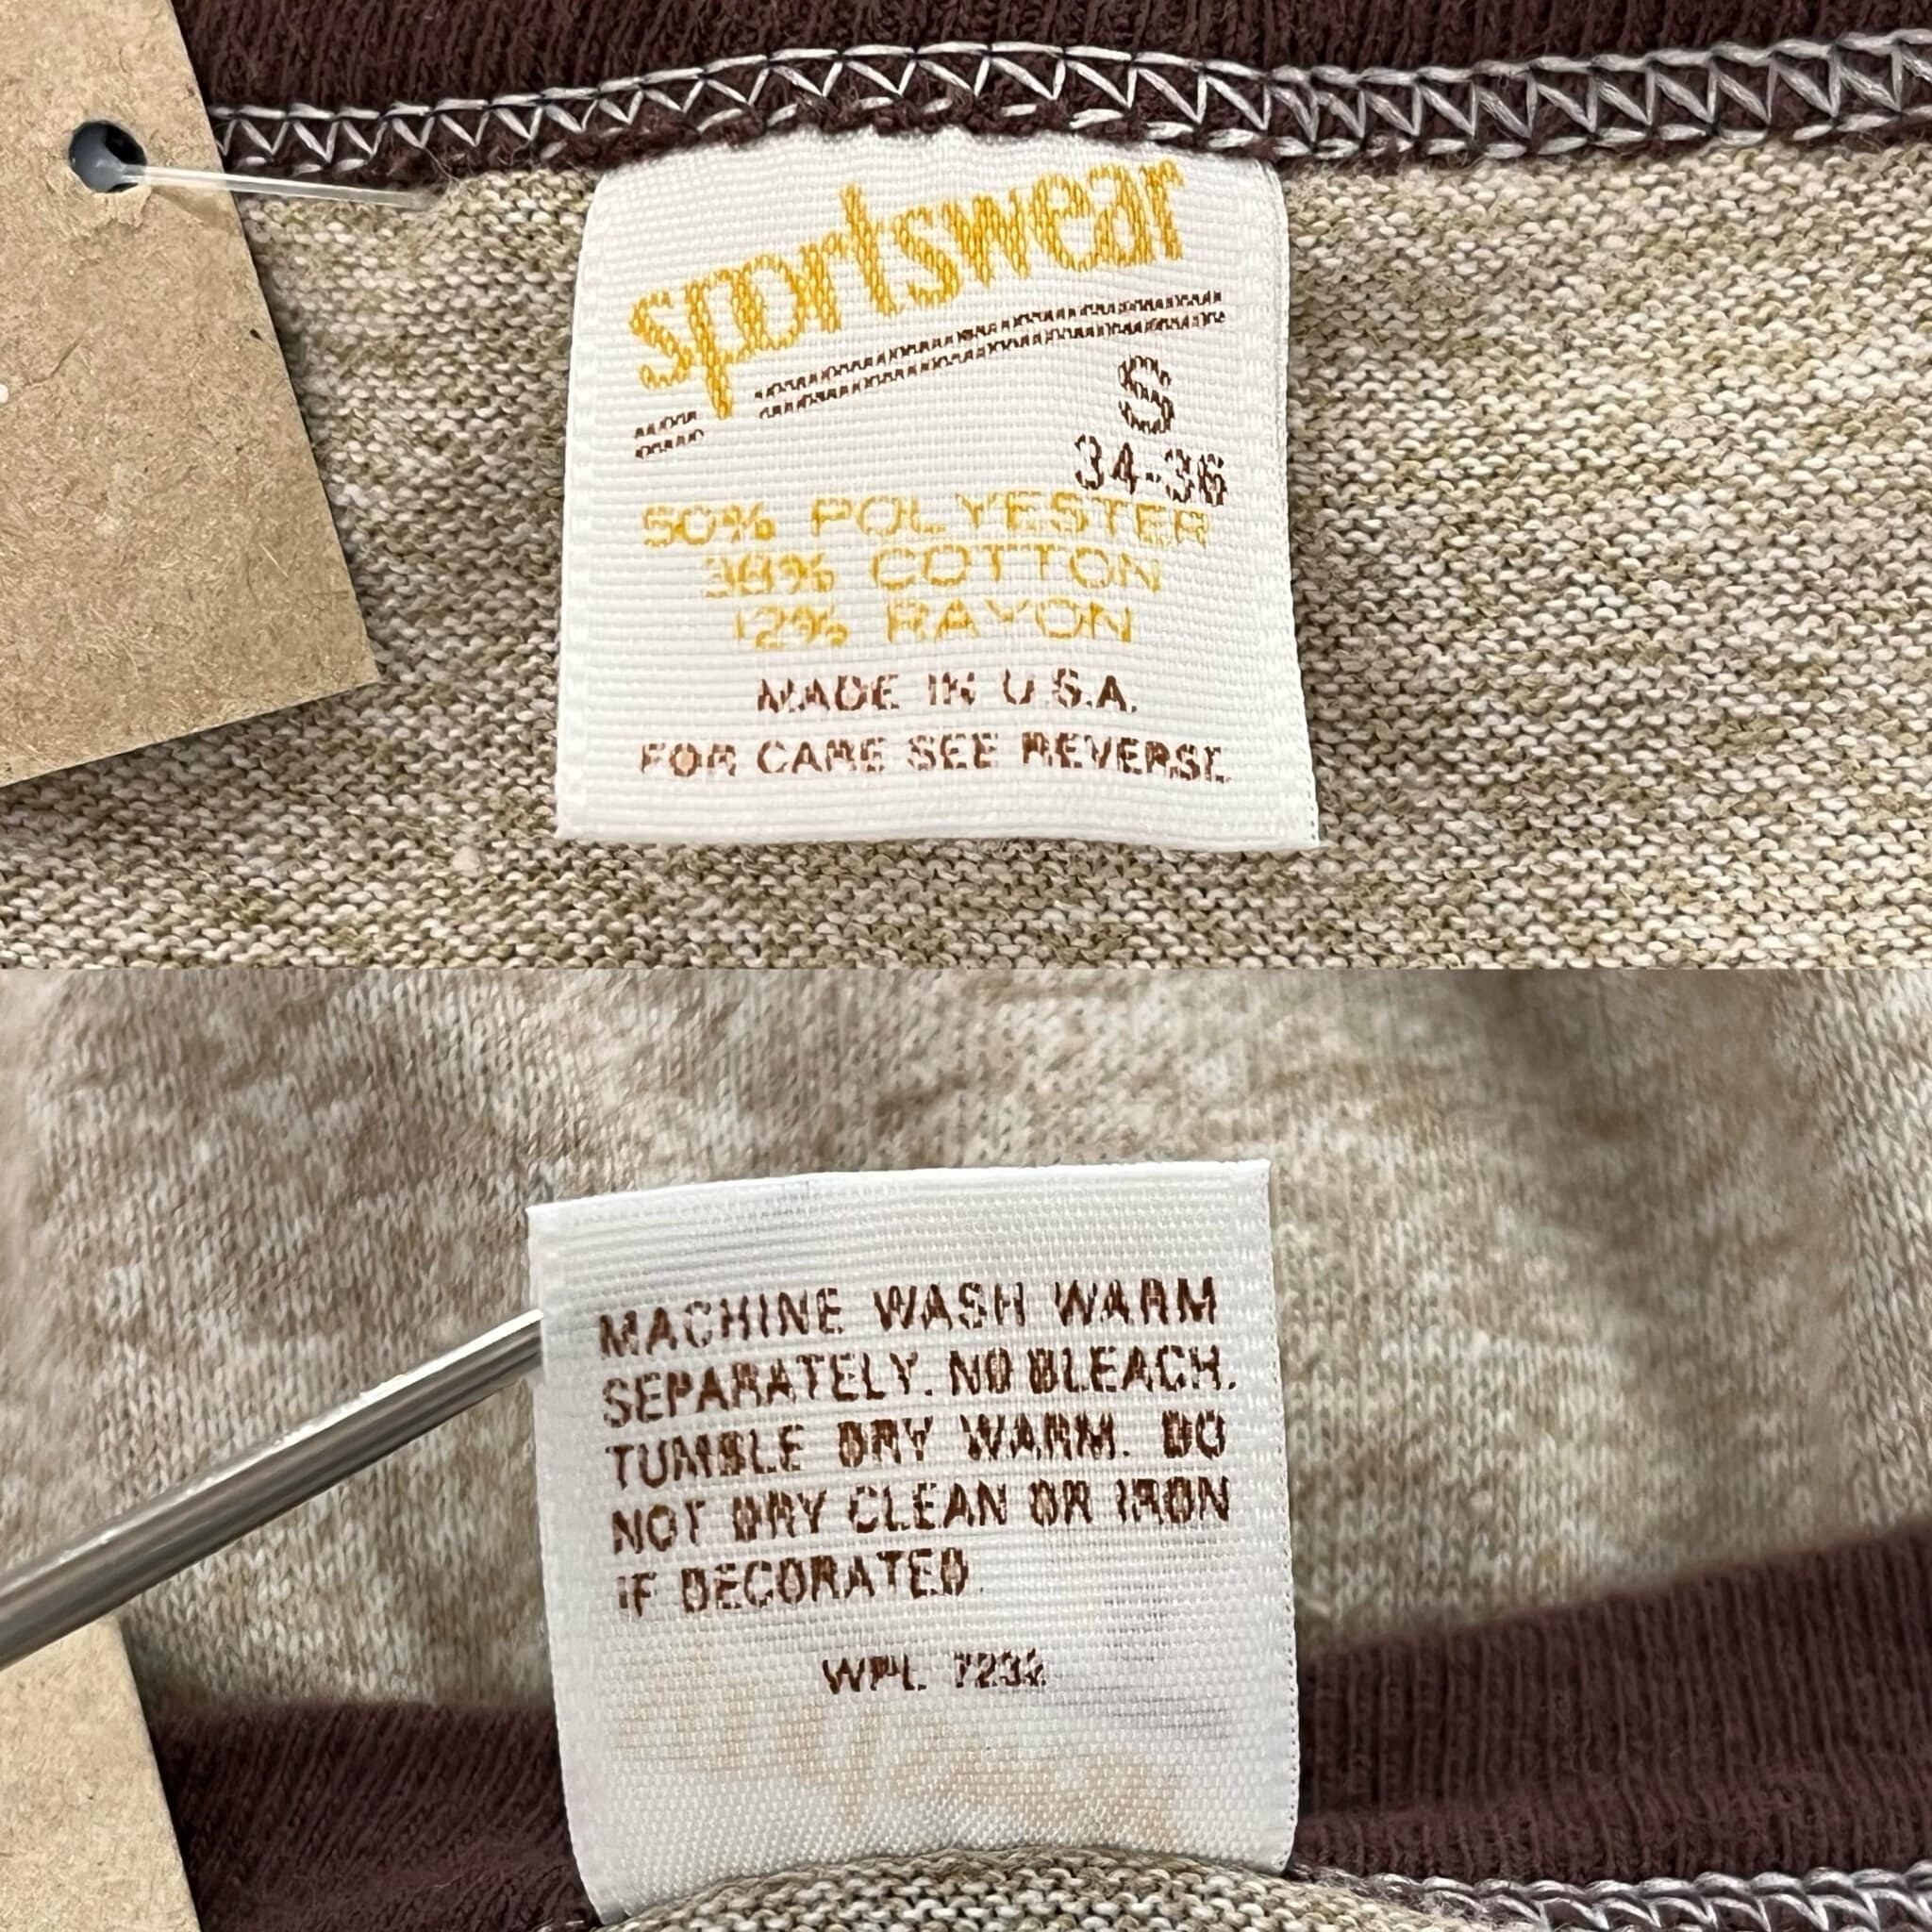 sportswear
S
34-36
50% POLYESTER
38% COTTON
12% RAYON
MADE IN U.S.A.
FOR CARE SEE REVERSE.
MACHINE WASH WARM
SEPARATELY. NO BLEACH.
TUMBLE DRY WARM. DO
NOT DRY CLEAN OR IRON
IF DECORATED.
WPL 7232